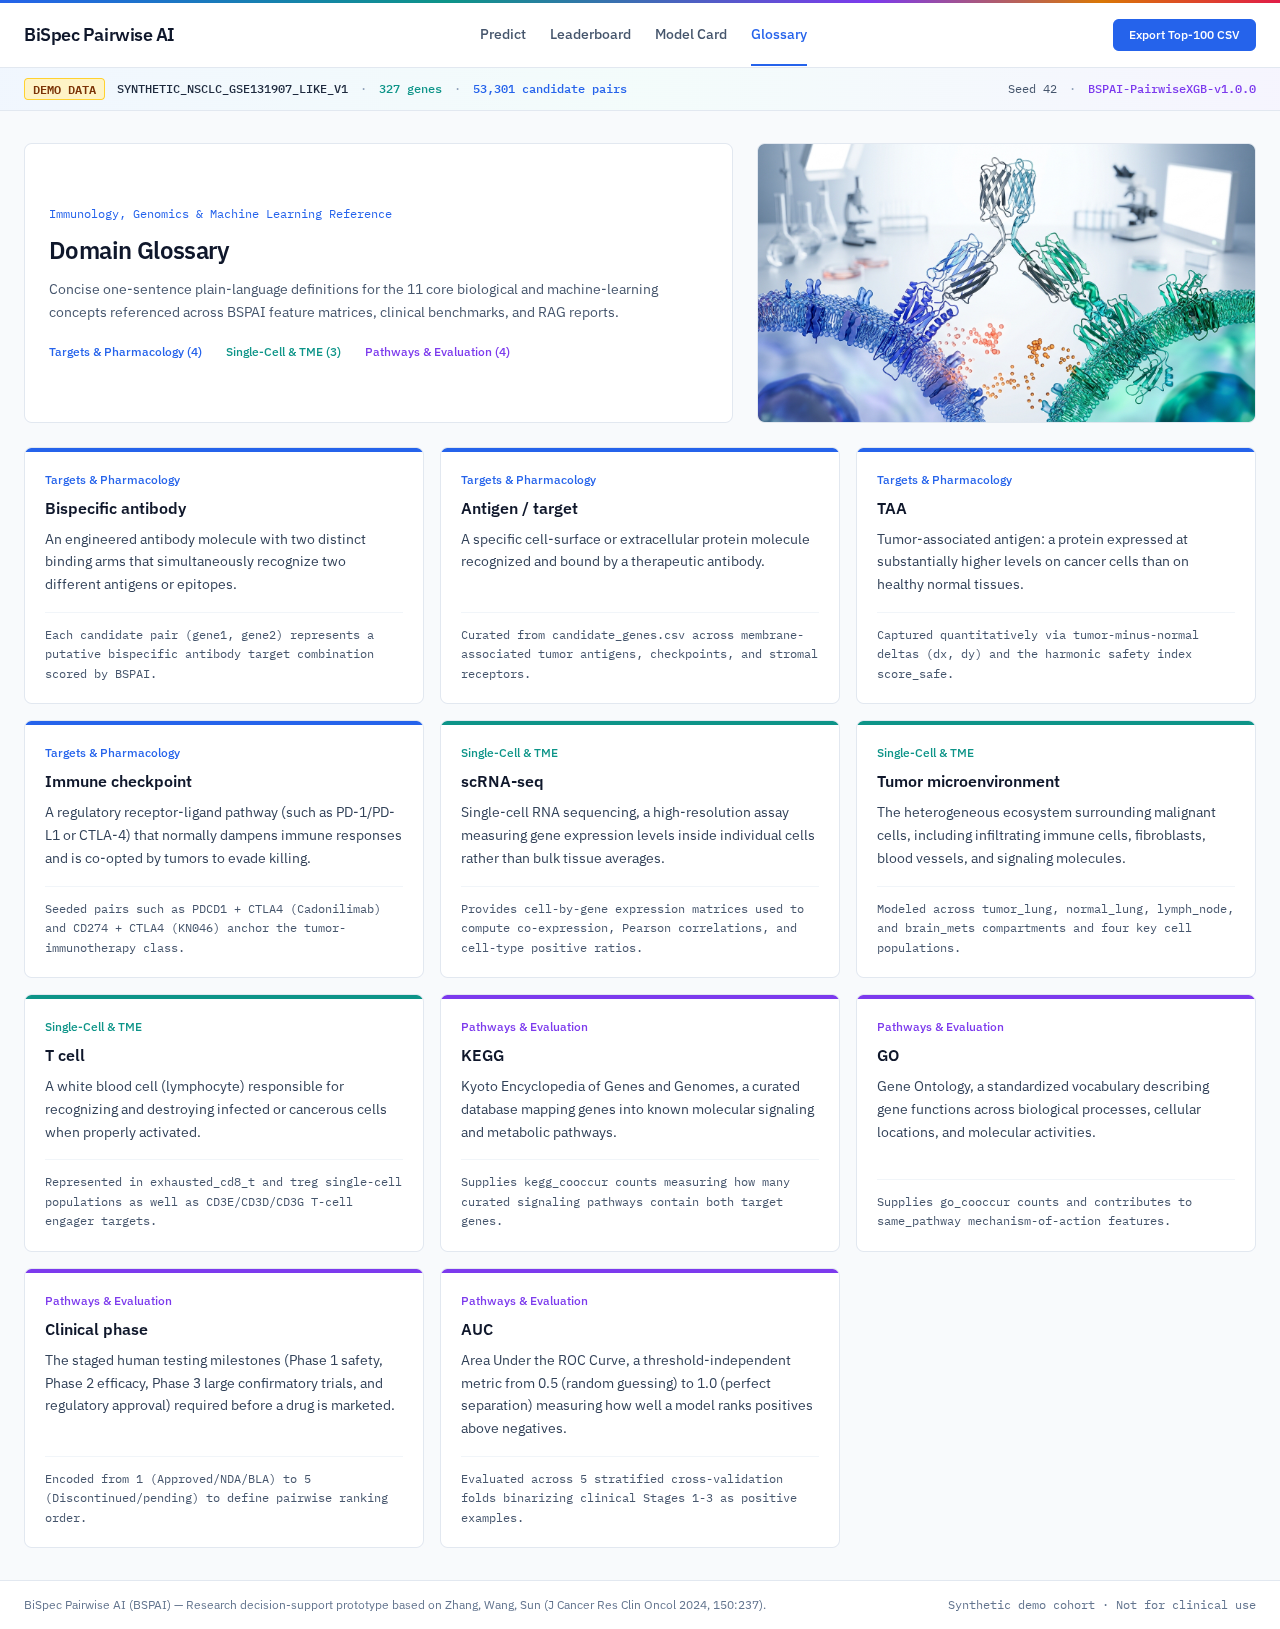 BiSpec Pairwise AI
Predict
Leaderboard
Model Card
Glossary
Export Top-100 CSV
DEMO DATA
SYNTHETIC_NSCLC_GSE131907_LIKE_V1 · 327 genes · 53,301 candidate pairs
Seed 42 · BSPAI-PairwiseXGB-v1.0.0
Immunology, Genomics & Machine Learning Reference
Domain Glossary
Concise one-sentence plain-language definitions for the 11 core biological and machine-learning
concepts referenced across BSPAI feature matrices, clinical benchmarks, and RAG reports.
Targets & Pharmacology (4)
Single-Cell & TME (3)
Pathways & Evaluation (4)
Targets & Pharmacology
Bispecific antibody
An engineered antibody molecule with two distinct
binding arms that simultaneously recognize two
different antigens or epitopes.
Each candidate pair (gene1, gene2) represents a
putative bispecific antibody target combination
scored by BSPAI.
Targets & Pharmacology
Antigen / target
A specific cell-surface or extracellular protein molecule
recognized and bound by a therapeutic antibody.
Curated from candidate_genes.csv across membrane-
associated tumor antigens, checkpoints, and stromal
receptors.
Targets & Pharmacology
TAA
Tumor-associated antigen: a protein expressed at
substantially higher levels on cancer cells than on
healthy normal tissues.
Captured quantitatively via tumor-minus-normal
deltas (dx, dy) and the harmonic safety index
score_safe.
Targets & Pharmacology
Immune checkpoint
A regulatory receptor-ligand pathway (such as PD-1/PD-
L1 or CTLA-4) that normally dampens immune responses
and is co-opted by tumors to evade killing.
Seeded pairs such as PDCD1 + CTLA4 (Cadonilimab)
and CD274 + CTLA4 (KN046) anchor the tumor-
immunotherapy class.
Single-Cell & TME
scRNA-seq
Single-cell RNA sequencing, a high-resolution assay
measuring gene expression levels inside individual cells
rather than bulk tissue averages.
Provides cell-by-gene expression matrices used to
compute co-expression, Pearson correlations, and
cell-type positive ratios.
Single-Cell & TME
Tumor microenvironment
The heterogeneous ecosystem surrounding malignant
cells, including infiltrating immune cells, fibroblasts,
blood vessels, and signaling molecules.
Modeled across tumor_lung, normal_lung, lymph_node,
and brain_mets compartments and four key cell
populations.
Single-Cell & TME
T cell
A white blood cell (lymphocyte) responsible for
recognizing and destroying infected or cancerous cells
when properly activated.
Represented in exhausted_cd8_t and treg single-cell
populations as well as CD3E/CD3D/CD3G T-cell
engager targets.
Pathways & Evaluation
KEGG
Kyoto Encyclopedia of Genes and Genomes, a curated
database mapping genes into known molecular signaling
and metabolic pathways.
Supplies kegg_cooccur counts measuring how many
curated signaling pathways contain both target
genes.
Pathways & Evaluation
GO
Gene Ontology, a standardized vocabulary describing
gene functions across biological processes, cellular
locations, and molecular activities.
Supplies go_cooccur counts and contributes to
same_pathway mechanism-of-action features.
Pathways & Evaluation
Clinical phase
The staged human testing milestones (Phase 1 safety,
Phase 2 efficacy, Phase 3 large confirmatory trials, and
regulatory approval) required before a drug is marketed.
Encoded from 1 (Approved/NDA/BLA) to 5
(Discontinued/pending) to define pairwise ranking
order.
Pathways & Evaluation
AUC
Area Under the ROC Curve, a threshold-independent
metric from 0.5 (random guessing) to 1.0 (perfect
separation) measuring how well a model ranks positives
above negatives.
Evaluated across 5 stratified cross-validation
folds binarizing clinical Stages 1-3 as positive
examples.
BiSpec Pairwise AI (BSPAI) — Research decision-support prototype based on Zhang, Wang, Sun (J Cancer Res Clin Oncol 2024, 150:237).
Synthetic demo cohort · Not for clinical use